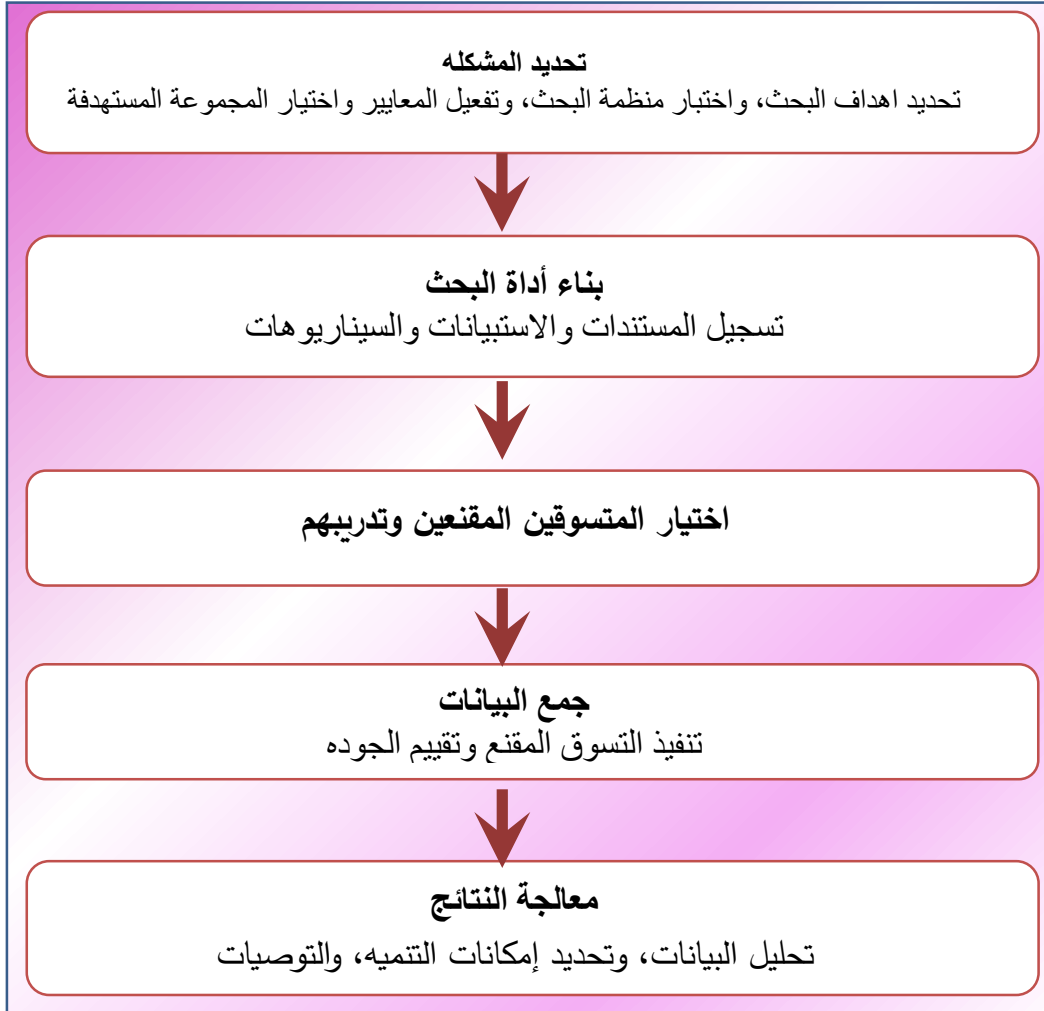 تحديد المشكله
تحديد اهداف البحث، واختبار منظمة البحث، وتفعيل المعايير واختيار المجموعة المستهدفة
بناء أداة البحث
تسجيل المستندات والاستبيانات والسيناريوهات
اختيار المتسوقين المقنعين وتدريبهم
جمع البيانات
تنفيذ التسوق المقنع وتقييم الجوده
معالجة النتائج
تحليل البيانات، وتحديد إمكانات التنميه، والتوصيات